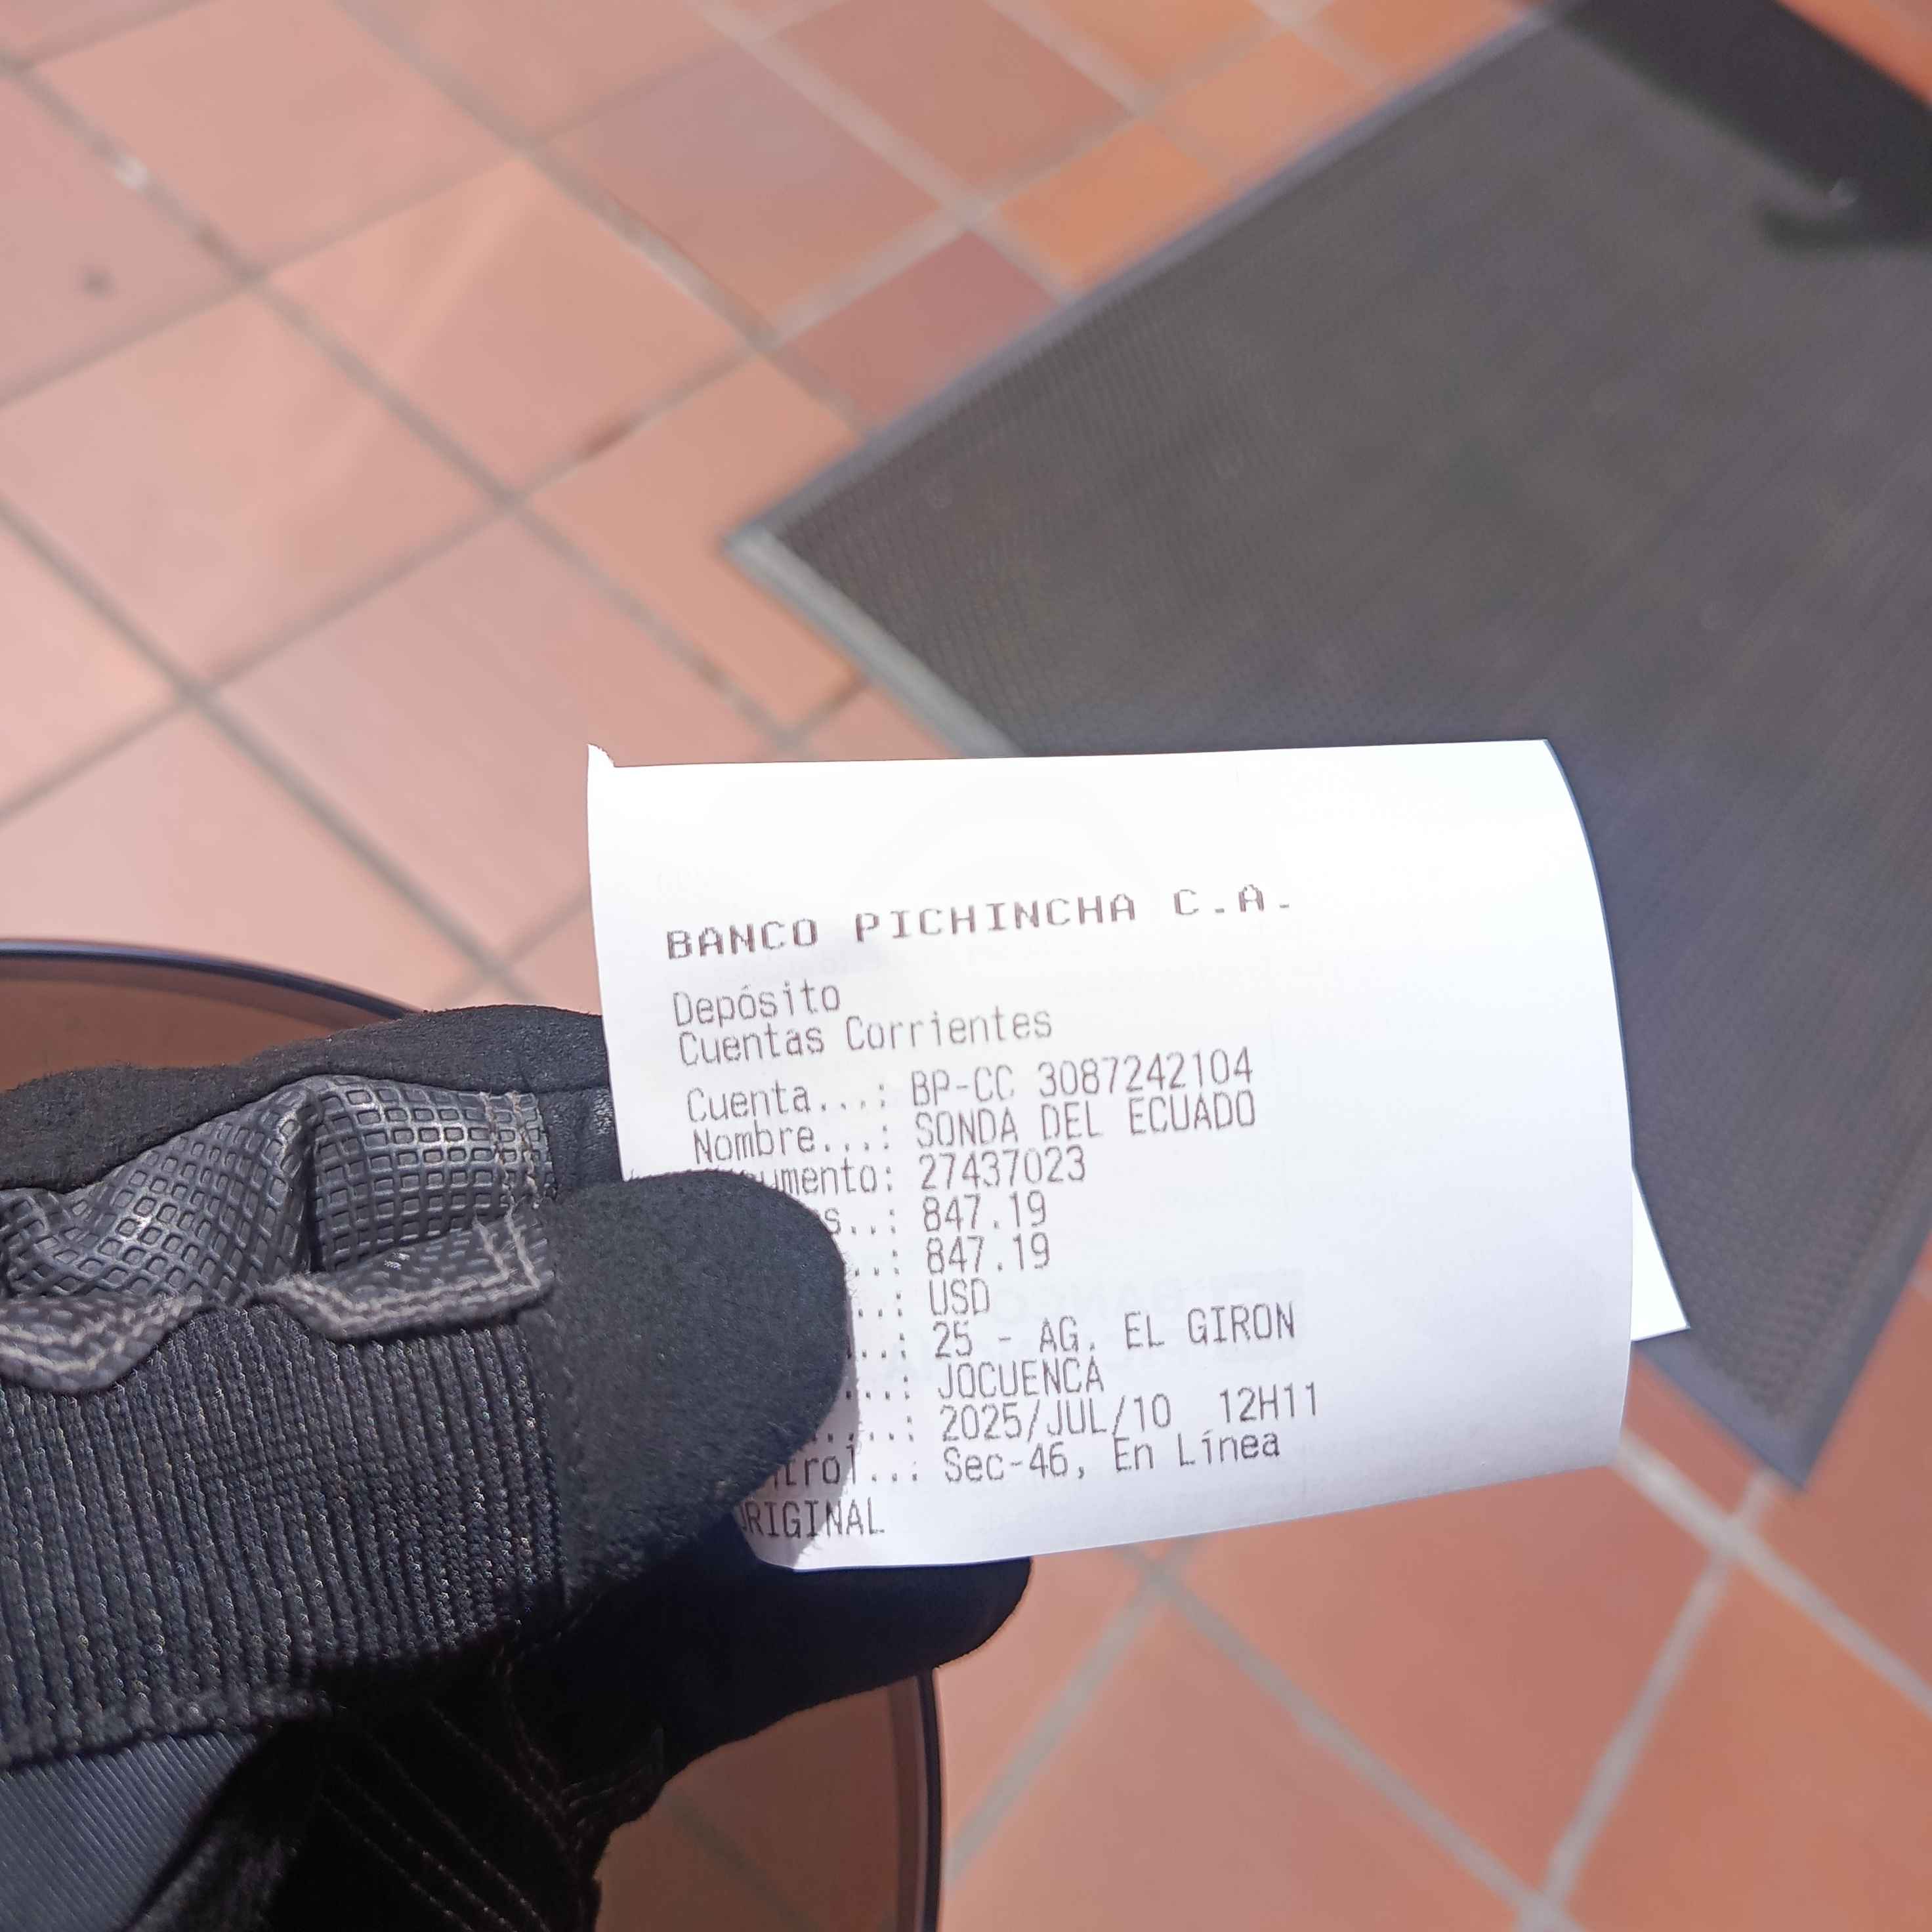 BANCO PICHINCHA C.A.
Depósito
Cuentas Corrientes
Cuenta...: BP-CC 3087242104
Nombre...: SONDA DEL ECUADO
umento: 27437023
s..: 847.19
..: 847.19
..: USD
..: 25 - AG. EL GIRON
...: JOCUENCA
....: 2025/JUL/10 12H11
trol..: Sec-46, En Línea
RIGINAL